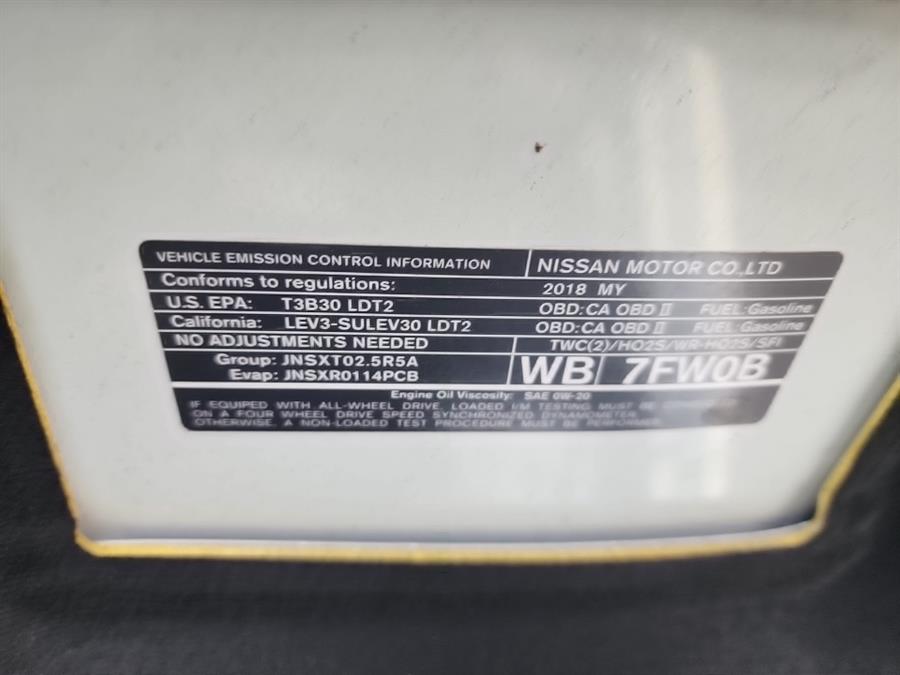 VEHICLE EMISSION CONTROL INFORMATION NISSAN MOTOR CO.,LTD
Conforms to regulations: 2018 MY
U.S. EPA: T3B30 LDT2 OBD:CA OBD II FUEL:Gasoline
California: LEV3-SULEV30 LDT2 OBD:CA OBD II FUEL:Gasoline
NO ADJUSTMENTS NEEDED TWC(2)/HO2S/WR-HO2S/SFI
Group: JNSXT02.5R5A
Evap: JNSXR0114PCB
WB 7FW0B
Engine Oil Viscosity: SAE 0W-20
IF EQUIPPED WITH ALL-WHEEL DRIVE, LOADED I/M TESTING MUST BE
ON A FOUR WHEEL DRIVE SPEED SYNCHRONIZED DYNAMOMETER.
OTHERWISE, A NON-LOADED TEST PROCEDURE MUST BE PERFORMED.